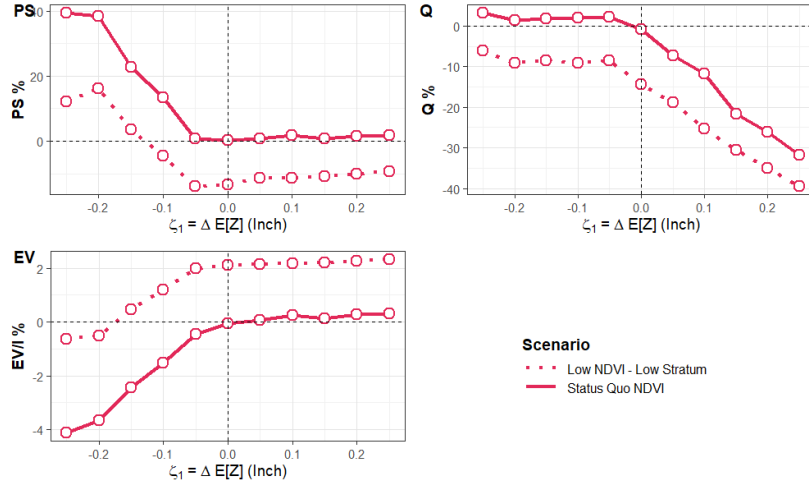 PS
40
20
0
PS %
-0.2 -0.1 0.0 0.1 0.2
ζ₁ = Δ E[Z] (Inch)
Q
0
-10
-20
-30
-40
Q %
-0.2 -0.1 0.0 0.1 0.2
ζ₁ = Δ E[Z] (Inch)
EV
2
0
-2
-4
EV/I %
-0.2 -0.1 0.0 0.1 0.2
ζ₁ = Δ E[Z] (Inch)
Scenario
Low NDVI - Low Stratum
Status Quo NDVI